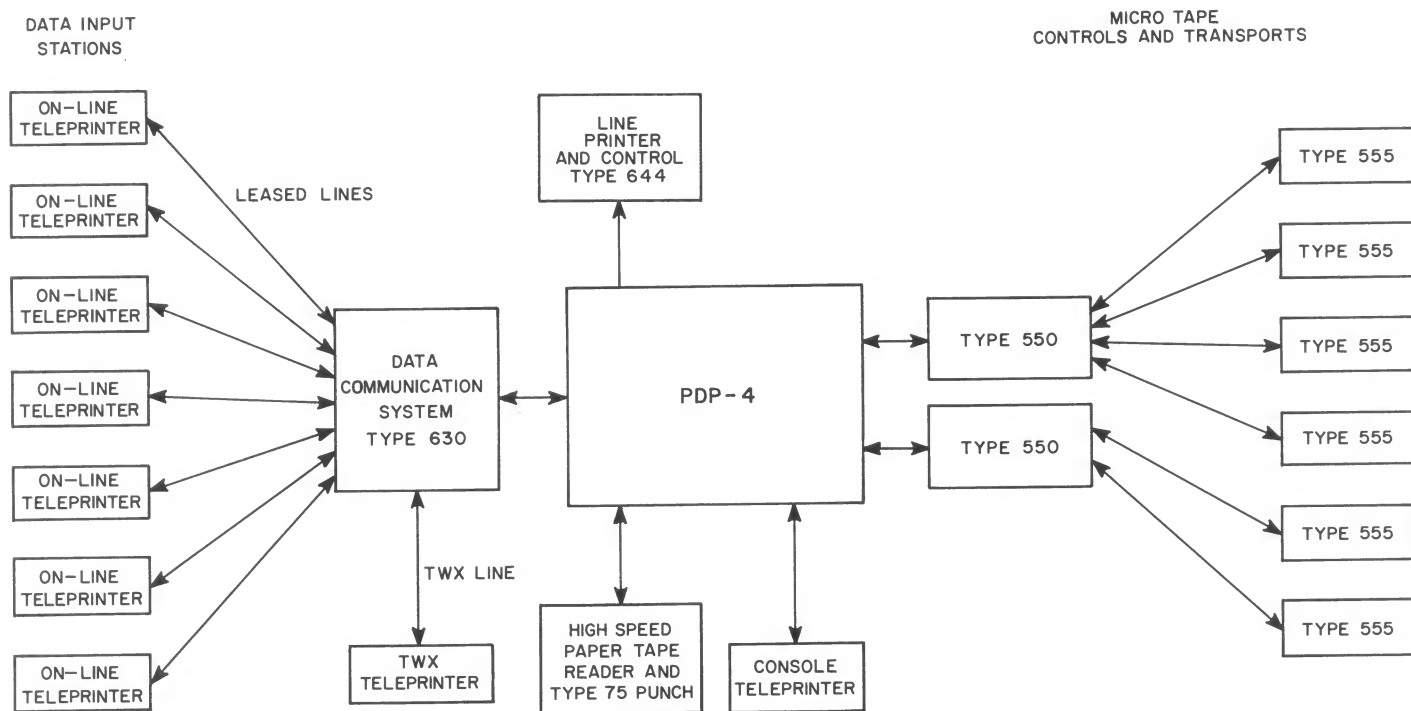 DATA INPUT
STATIONS
MICRO TAPE
CONTROLS AND TRANSPORTS
ON-LINE
TELEPRINTER
ON-LINE
TELEPRINTER
ON-LINE
TELEPRINTER
ON-LINE
TELEPRINTER
ON-LINE
TELEPRINTER
ON-LINE
TELEPRINTER
ON-LINE
TELEPRINTER
LEASED LINES
DATA
COMMUNICATION
SYSTEM
TYPE 630
TWX LINE
TWX
TELEPRINTER
LINE
PRINTER
AND CONTROL
TYPE 644
PDP-4
HIGH SPEED
PAPER TAPE
READER AND
TYPE 75 PUNCH
CONSOLE
TELEPRINTER
TYPE 550
TYPE 550
TYPE 555
TYPE 555
TYPE 555
TYPE 555
TYPE 555
TYPE 555